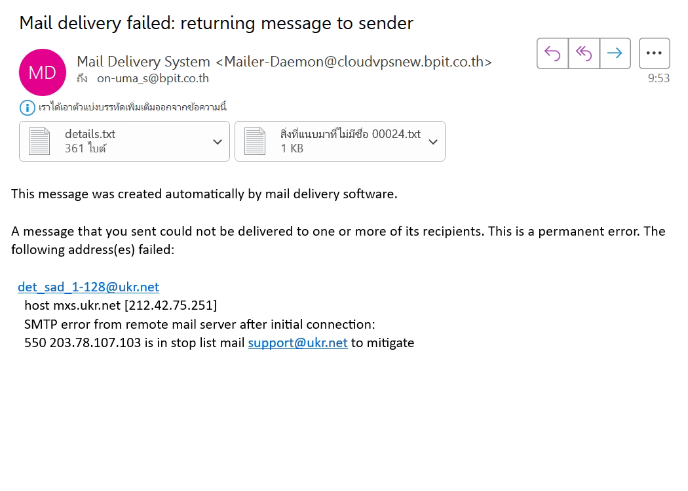 Mail delivery failed: returning message to sender
MD
Mail Delivery System <Mailer-Daemon@cloudvpsnew.bpit.co.th>
ถึง on-uma_s@bpit.co.th
9:53
เราได้เอาตัวแบ่งบรรทัดเพิ่มเติมออกจากข้อความนี้
details.txt
361 ไบต์
สิ่งที่แนบมาที่ไม่มีชื่อ 00024.txt
1 KB
This message was created automatically by mail delivery software.
A message that you sent could not be delivered to one or more of its recipients. This is a permanent error. The
following address(es) failed:
det_sad_1-128@ukr.net
host mxs.ukr.net [212.42.75.251]
SMTP error from remote mail server after initial connection:
550 203.78.107.103 is in stop list mail support@ukr.net to mitigate